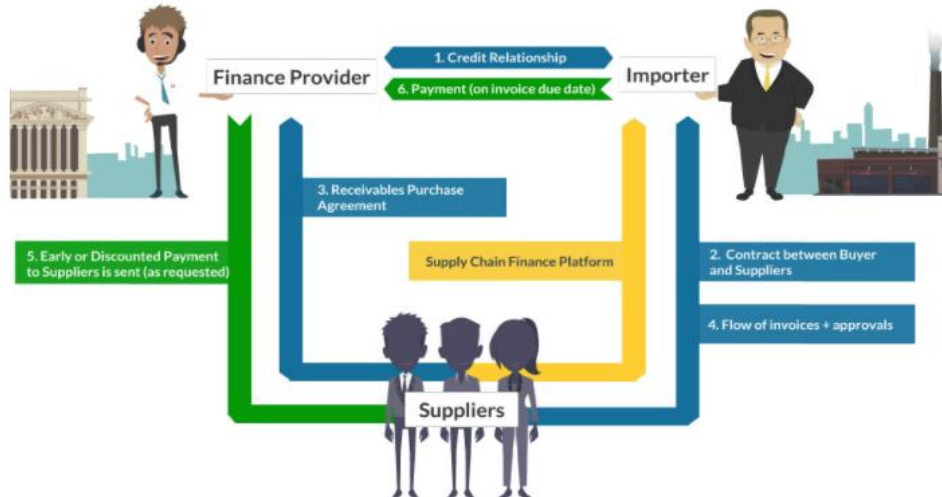 1. Credit Relationship
Finance Provider
Importer
6. Payment (on invoice due date)
3. Receivables Purchase
Agreement
5. Early or Discounted Payment
to Suppliers is sent (as requested)
Supply Chain Finance Platform
2. Contract between Buyer
and Suppliers
4. Flow of invoices + approvals
Suppliers